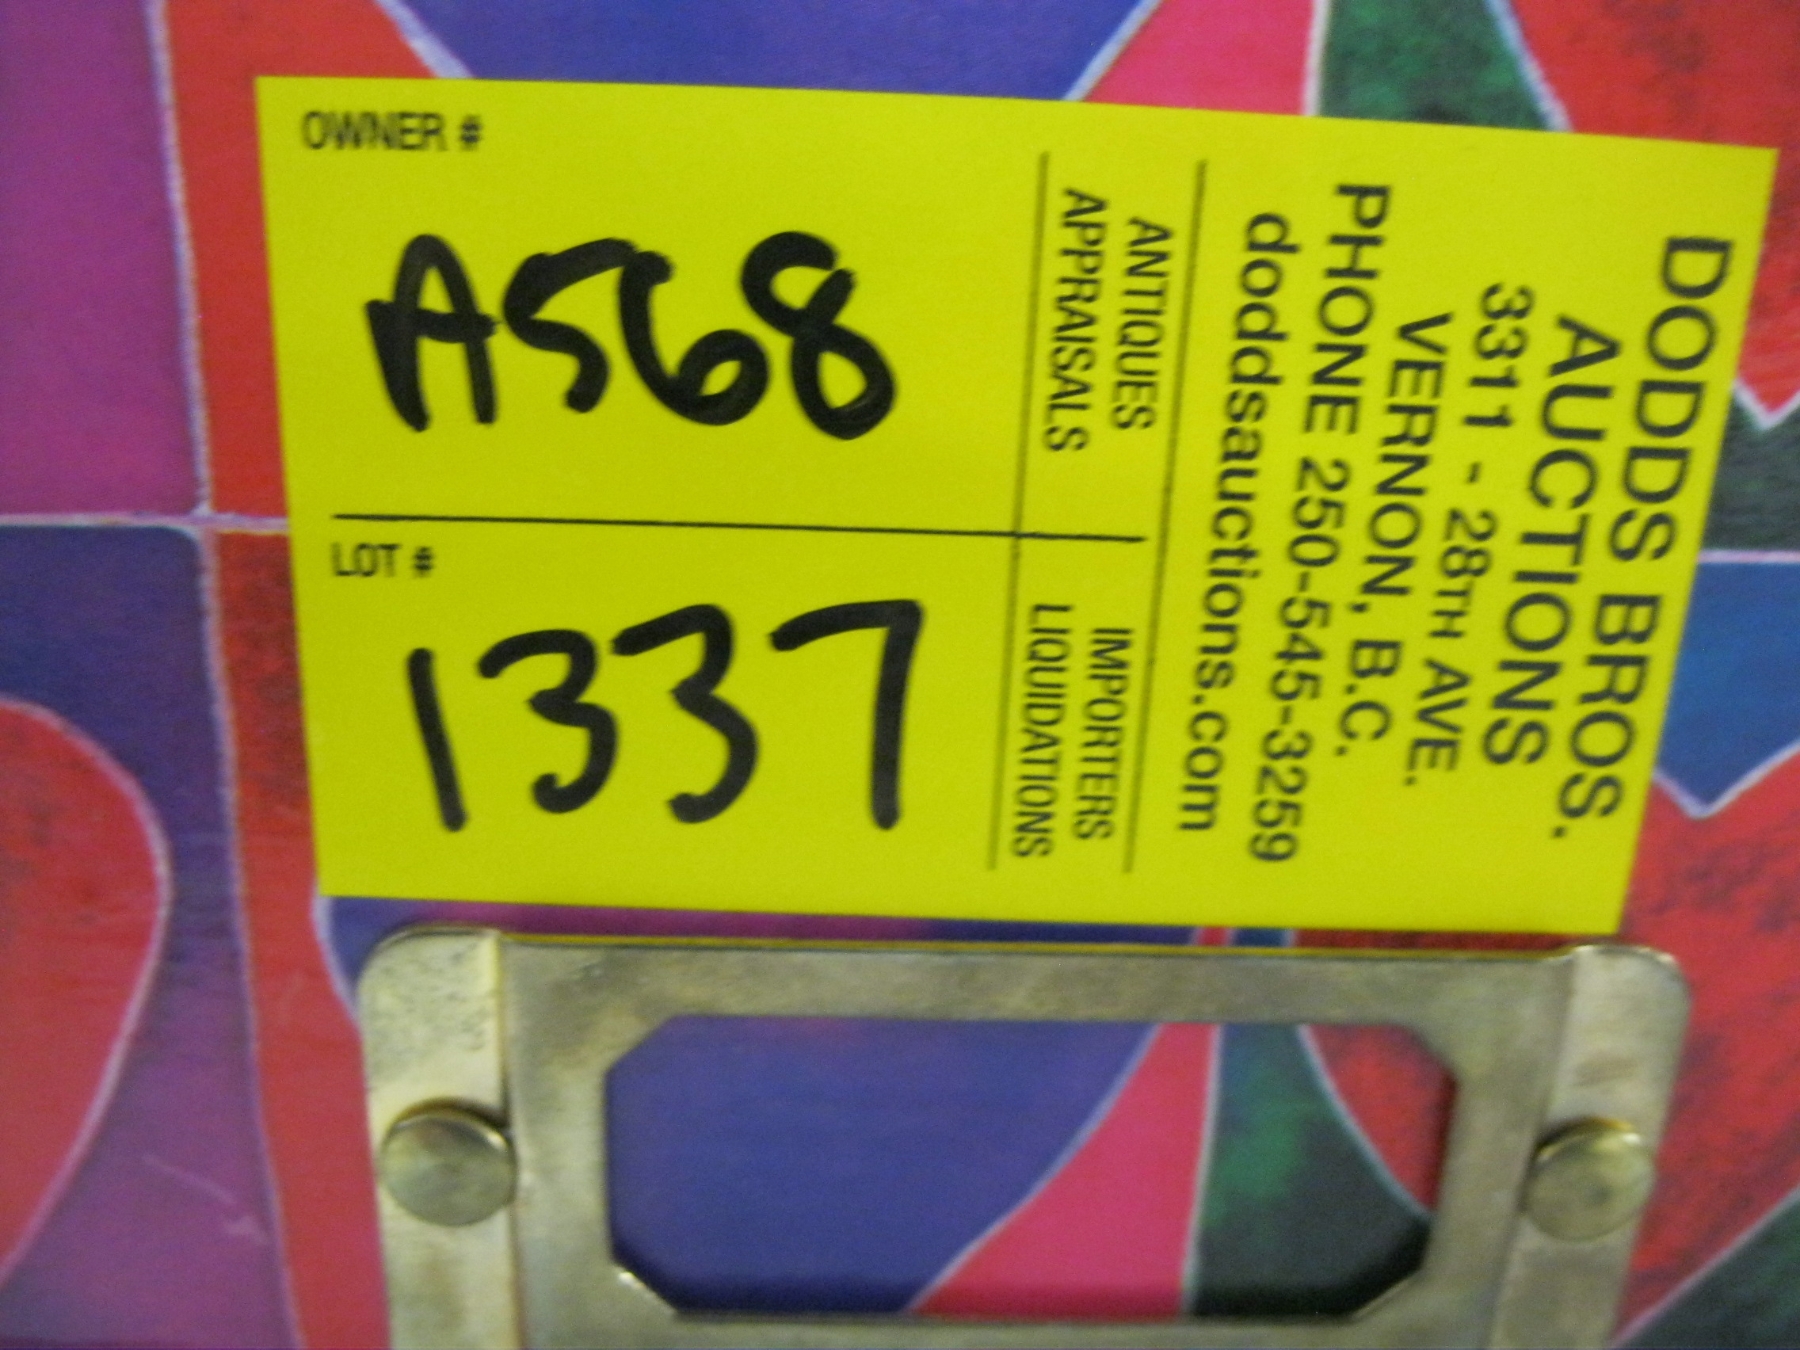 OWNER #
A568
LOT #
1337
DODDS BROS.
AUCTIONS
3311 - 28TH AVE.
VERNON, B.C.
PHONE 250-545-3259
doddsauctions.com
ANTIQUES
APPRAISALS
IMPORTERS
LIQUIDATIONS